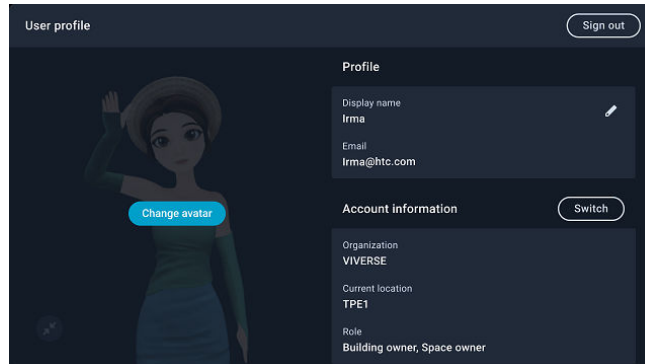 User profile
Sign out
Change avatar
Profile
Display name
Irma
Email
Irma@htc.com
Account information
Switch
Organization
VIVERSE
Current location
TPE1
Role
Building owner, Space owner